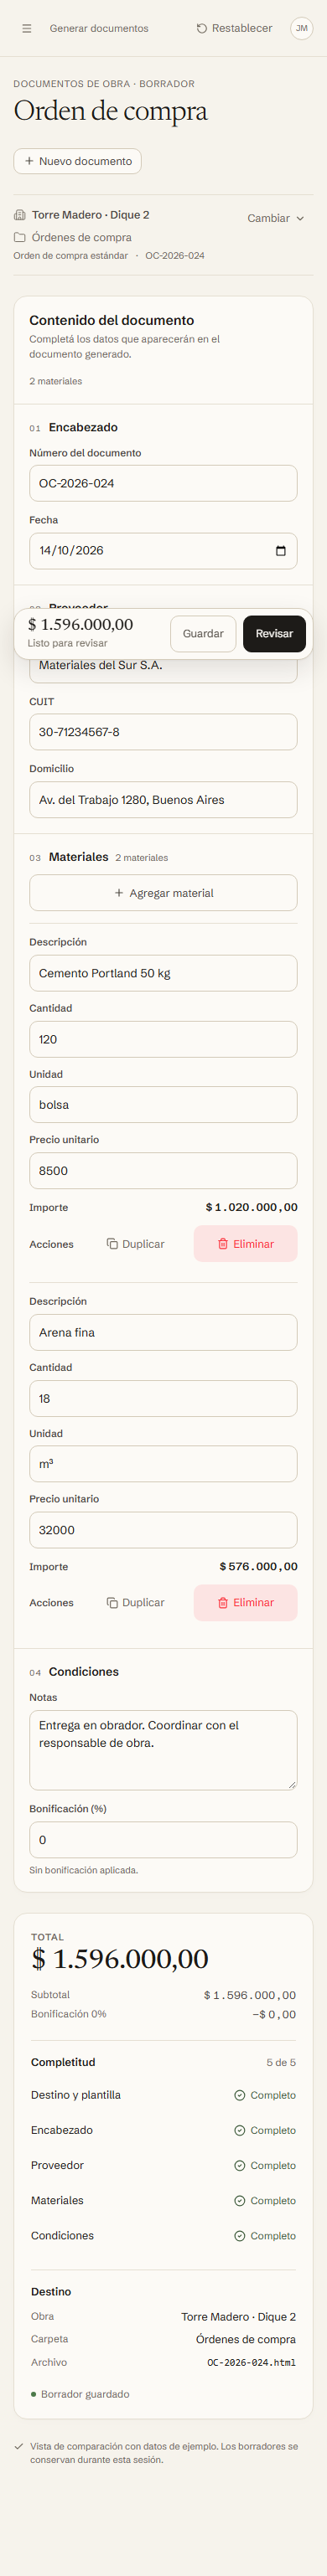 Generar documentos
Restablecer
JM
DOCUMENTOS DE OBRA · BORRADOR
Orden de compra
+ Nuevo documento
Torre Madero · Dique 2
Cambiar
Órdenes de compra
Orden de compra estándar · OC-2026-024
Contenido del documento
Completá los datos que aparecerán en el
documento generado.
2 materiales
01 Encabezado
Número del documento
OC-2026-024
Fecha
14/10/2026
$ 1.596.000,00
Listo para revisar
Guardar
Revisar
Materiales del Sur S.A.
CUIT
30-71234567-8
Domicilio
Av. del Trabajo 1280, Buenos Aires
03 Materiales 2 materiales
+ Agregar material
Descripción
Cemento Portland 50 kg
Cantidad
120
Unidad
bolsa
Precio unitario
8500
Importe $ 1.020.000,00
Acciones Duplicar Eliminar
Descripción
Arena fina
Cantidad
18
Unidad
m³
Precio unitario
32000
Importe $ 576.000,00
Acciones Duplicar Eliminar
04 Condiciones
Notas
Entrega en obrador. Coordinar con el
responsable de obra.
Bonificación (%)
0
Sin bonificación aplicada.
TOTAL
$ 1.596.000,00
Subtotal $ 1.596.000,00
Bonificación 0% −$ 0,00
Completitud 5 de 5
Destino y plantilla Completo
Encabezado Completo
Proveedor Completo
Materiales Completo
Condiciones Completo
Destino
Obra Torre Madero · Dique 2
Carpeta Órdenes de compra
Archivo OC-2026-024.html
Borrador guardado
Vista de comparación con datos de ejemplo. Los borradores se
conservan durante esta sesión.